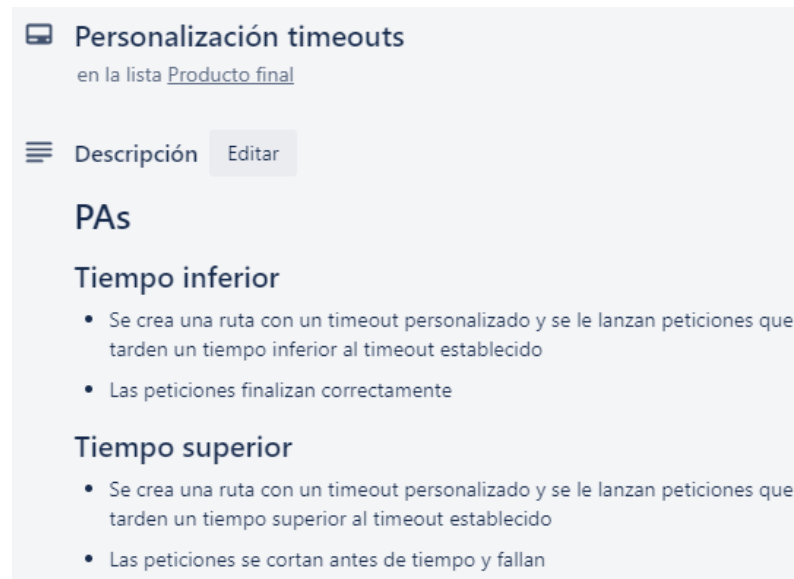 Personalización timeouts
en la lista Producto final
Descripción Editar
PAs
Tiempo inferior
• Se crea una ruta con un timeout personalizado y se le lanzan peticiones que
tarden un tiempo inferior al timeout establecido
• Las peticiones finalizan correctamente
Tiempo superior
• Se crea una ruta con un timeout personalizado y se le lanzan peticiones que
tarden un tiempo superior al timeout establecido
• Las peticiones se cortan antes de tiempo y fallan